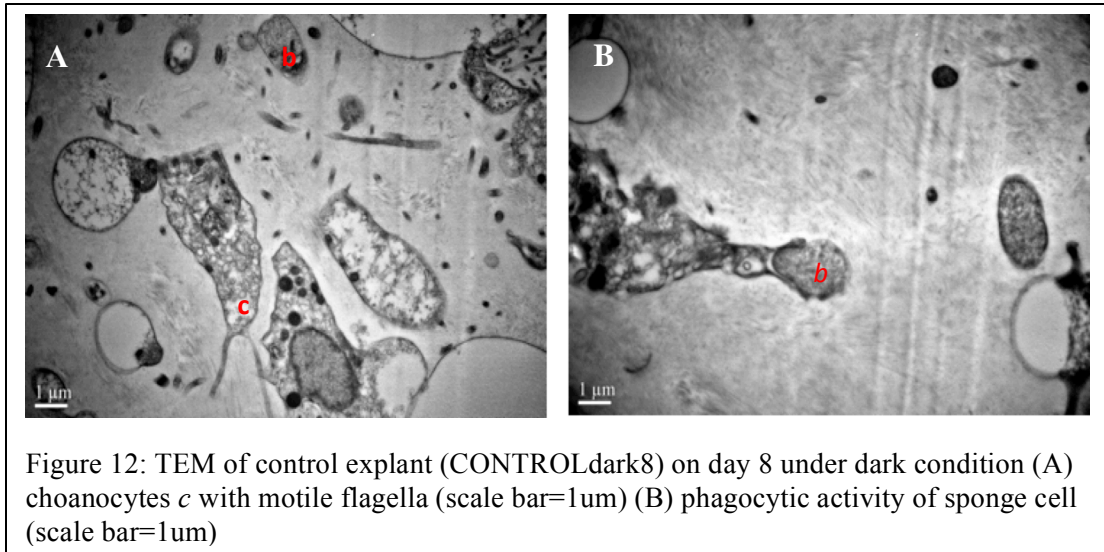 A
b
c
1 µm
B
b
1 µm
Figure 12: TEM of control explant (CONTROLdark8) on day 8 under dark condition (A)
choanocytes c with motile flagella (scale bar=1um) (B) phagocytic activity of sponge cell
(scale bar=1um)